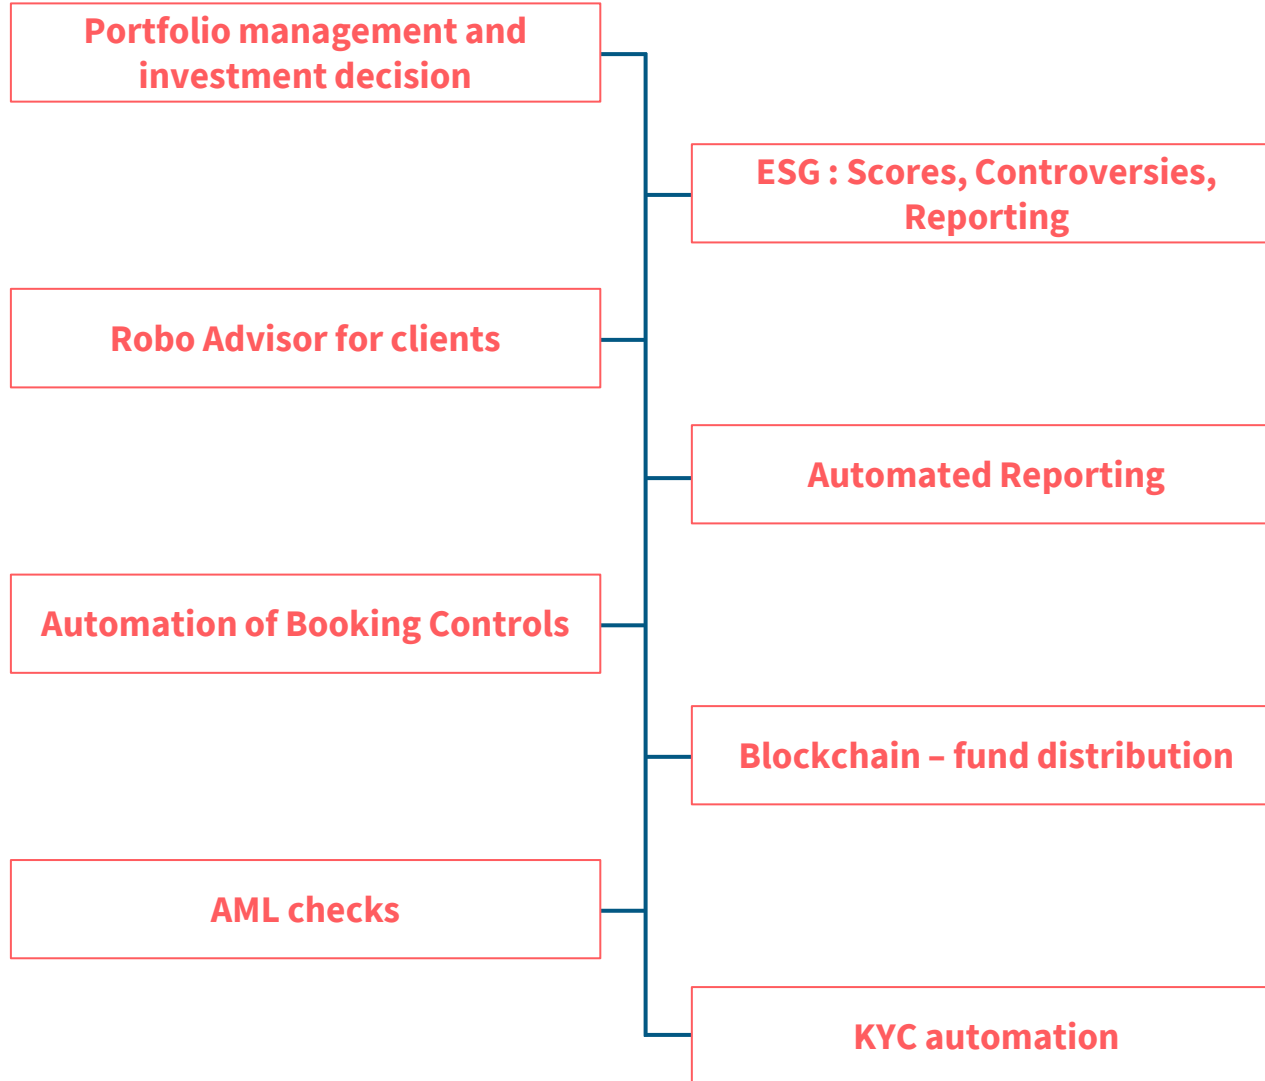 Portfolio management and
investment decision
ESG : Scores, Controversies,
Reporting
Robo Advisor for clients
Automated Reporting
Automation of Booking Controls
Blockchain – fund distribution
AML checks
KYC automation